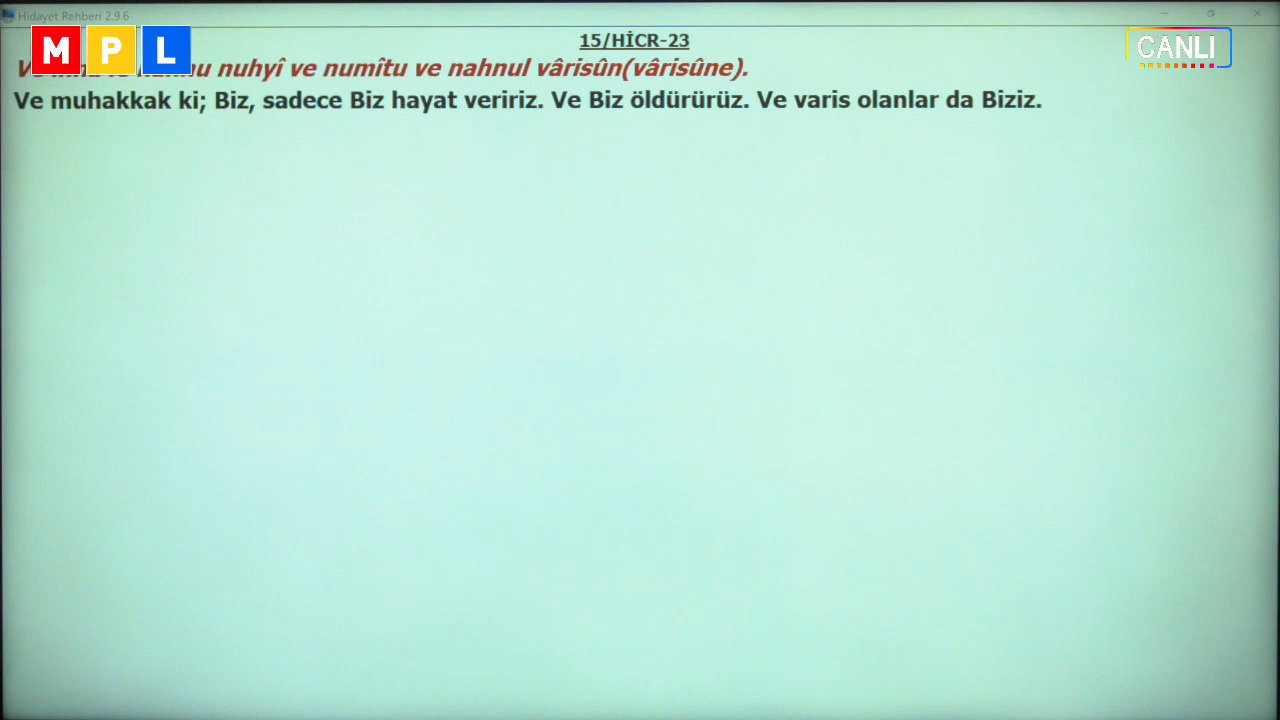 Hidayet Rehberi 2.9.6
M P L
CANLI
15/HİCR-23
nuhyî ve numîtu ve nahnul vârisûn(vârisûne).
Ve muhakkak ki; Biz, sadece Biz hayat veririz. Ve Biz öldürürüz. Ve varis olanlar da Biziz.